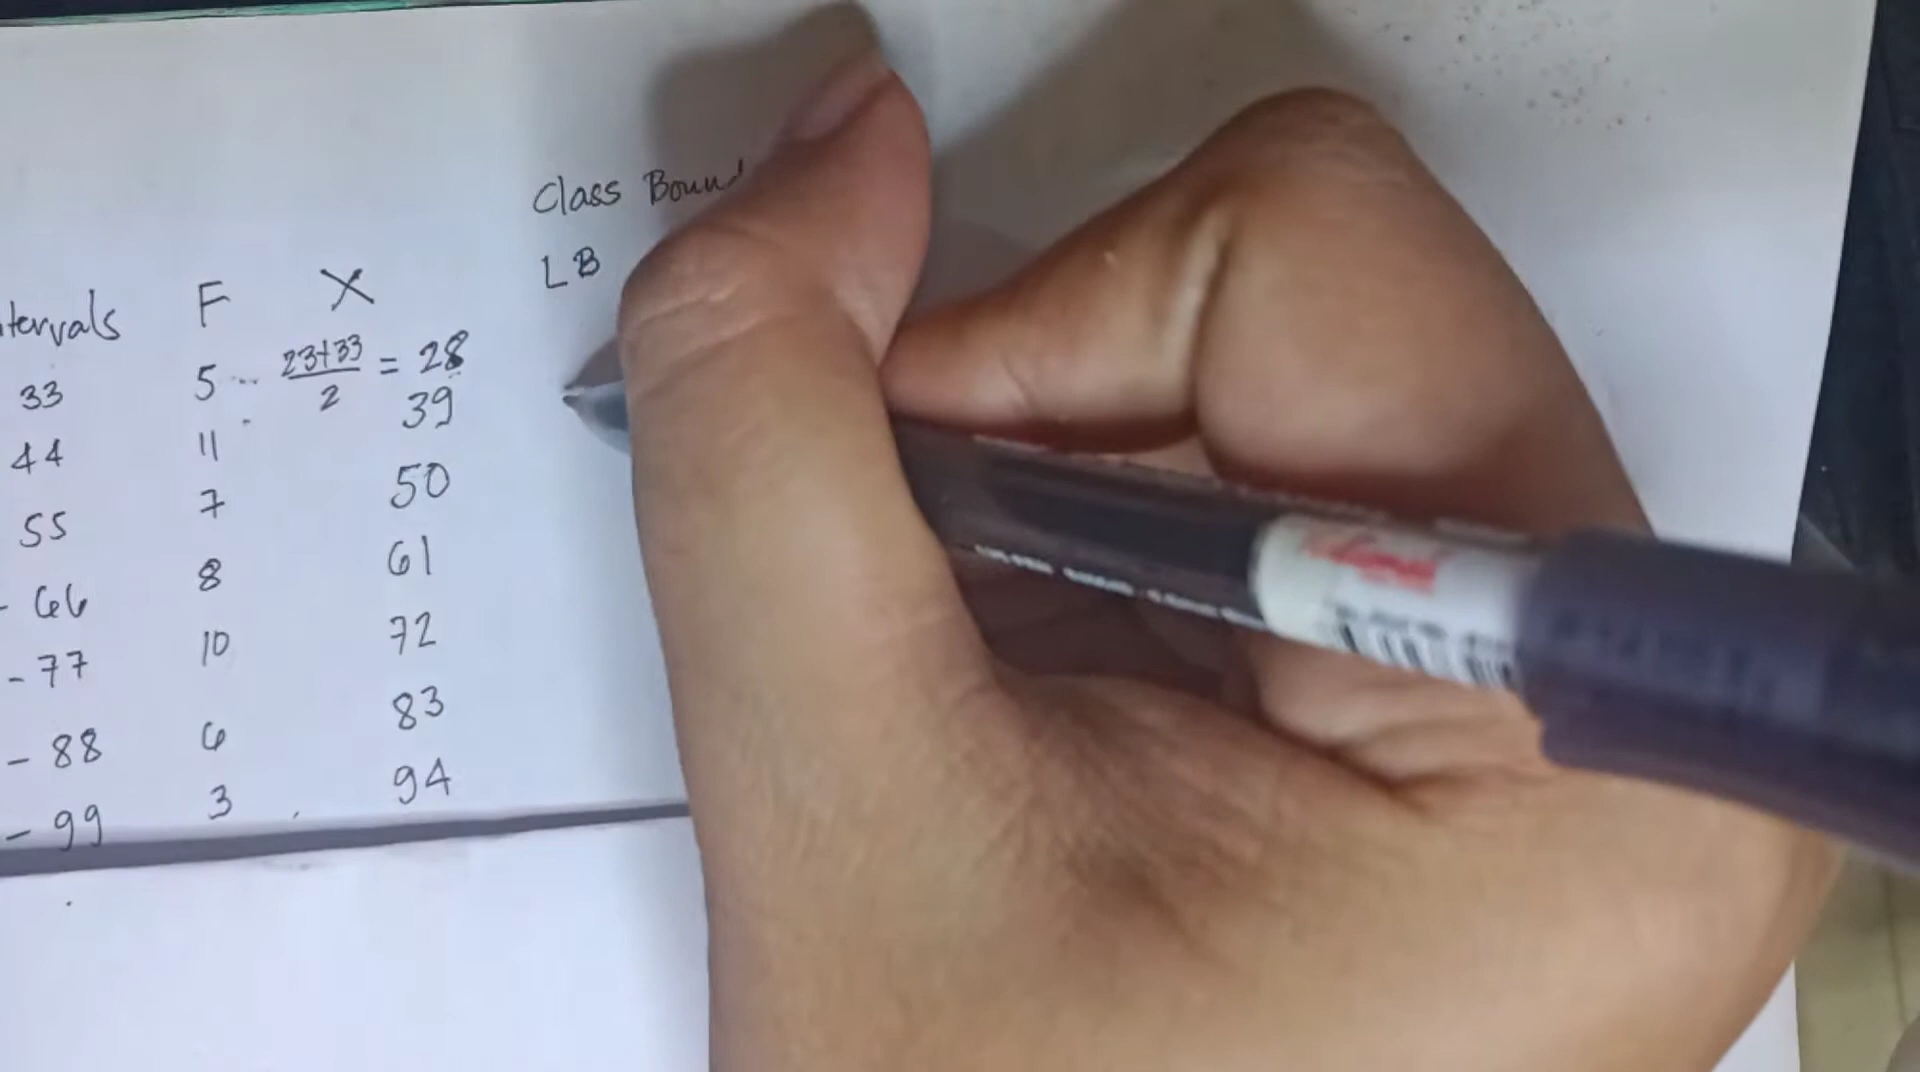 Class Bound
LB
tervals F X
33 5 23+33/2 = 28
44 11 39
55 7 50
- 66 8 61
- 77 10 72
- 88 6 83
- 99 3 94